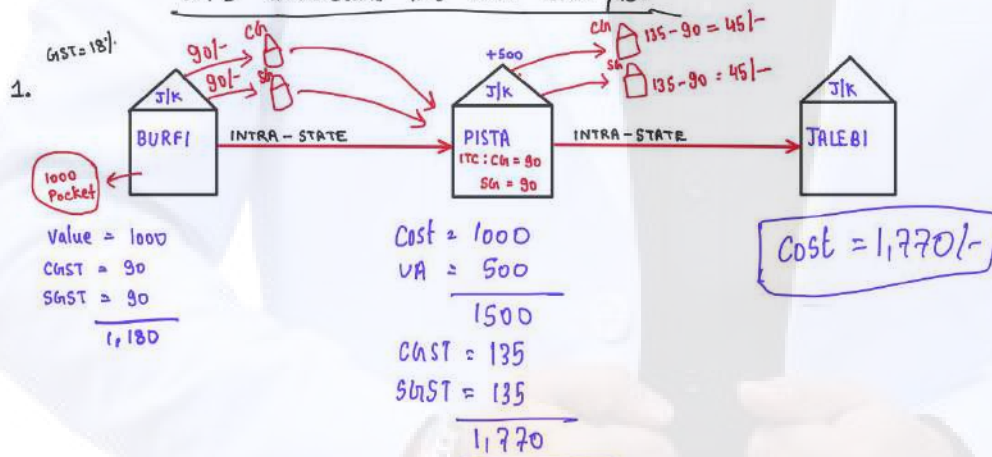 GST=18%.
1.
90/-
90/-
CG
SG
J/K
BURFI
1000
Pocket
INTRA-STATE
+500
J/K
PISTA
ITC: CG = 90
SG = 90
CG 135-90 = 45/-
SG 135-90 = 45/-
INTRA-STATE
J/K
JALEBI
Value = 1000
CGST = 90
SGST = 90
1,180
Cost = 1000
VA = 500
1500
CGST = 135
SGST = 135
1,770
Cost = 1,770/-